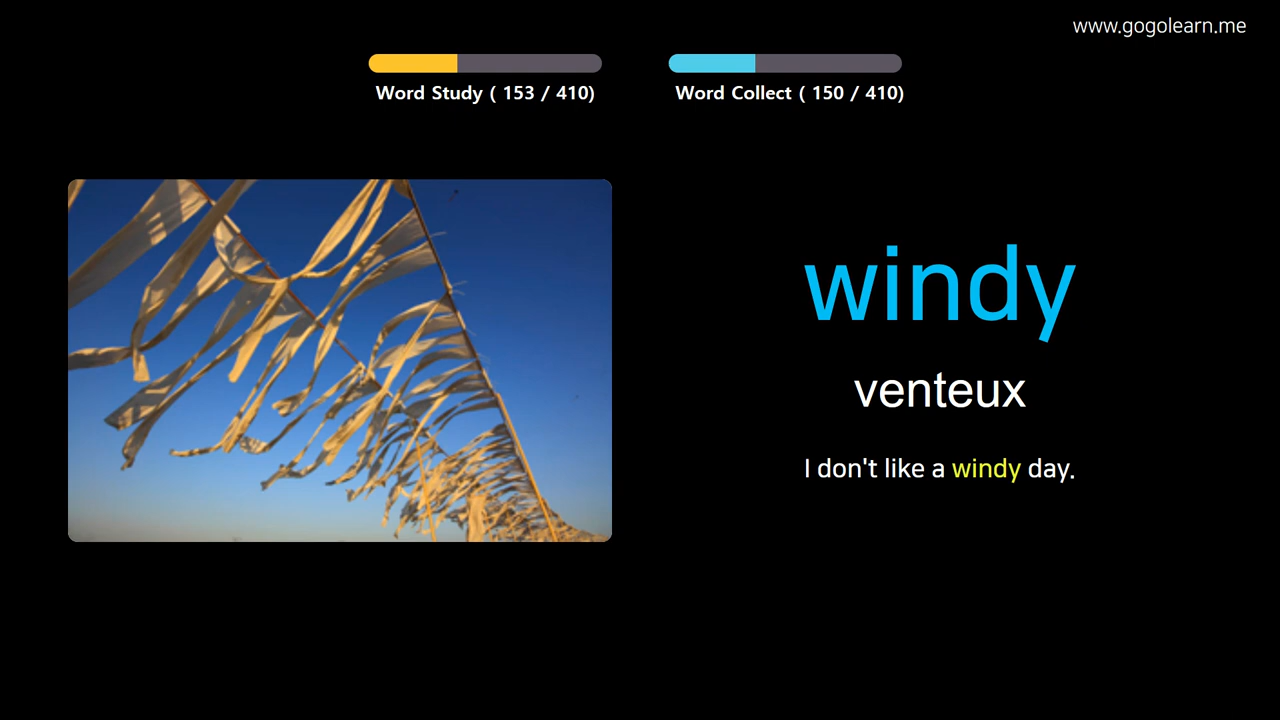 www.gogolearn.me
Word Study ( 153 / 410)
Word Collect ( 150 / 410)
windy
venteux
I don't like a windy day.